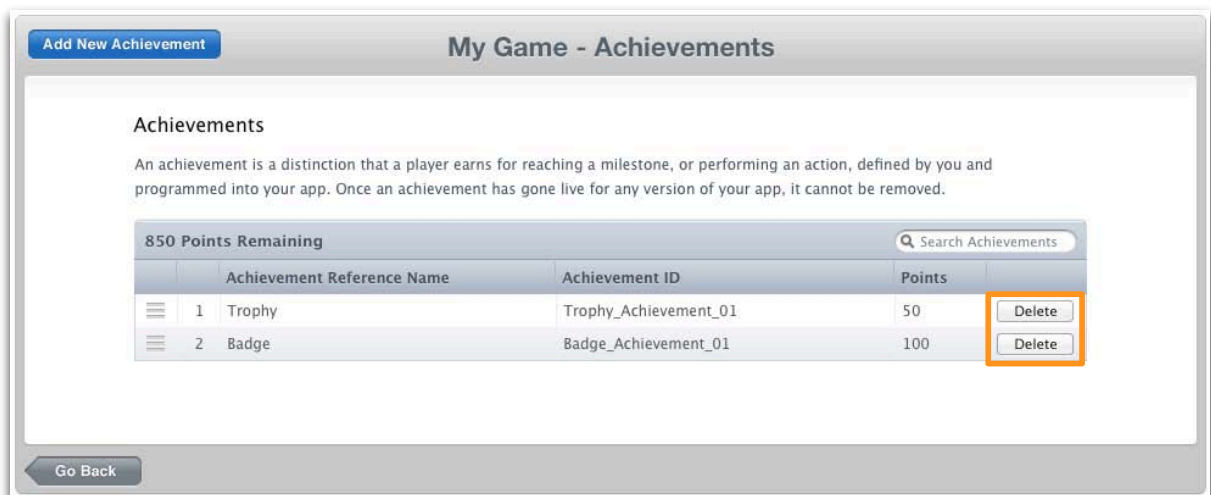 Add New Achievement
My Game - Achievements
Achievements
An achievement is a distinction that a player earns for reaching a milestone, or performing an action, defined by you and
programmed into your app. Once an achievement has gone live for any version of your app, it cannot be removed.
850 Points Remaining
Search Achievements
Achievement Reference Name Achievement ID Points
1 Trophy Trophy_Achievement_01 50 Delete
2 Badge Badge_Achievement_01 100 Delete
Go Back